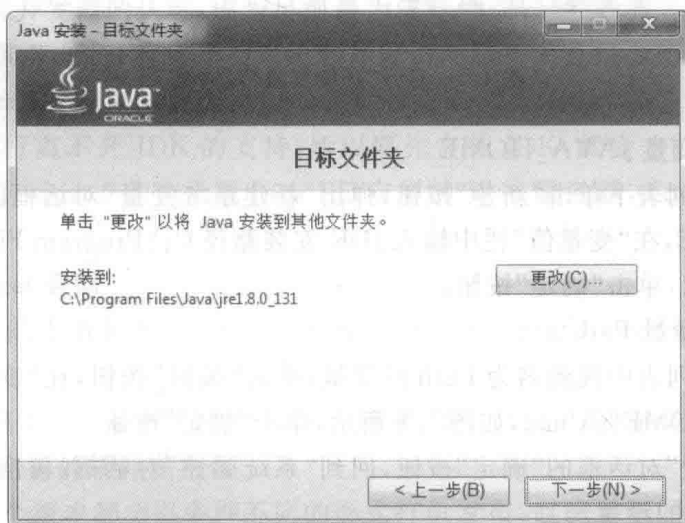 Java 安装 - 目标文件夹
Java
ORACLE
目标文件夹
单击 "更改" 以将 Java 安装到其他文件夹。
安装到:
更改(C)...
C:\Program Files\Java\jre1.8.0_131
< 上一步(B)
下一步(N) >